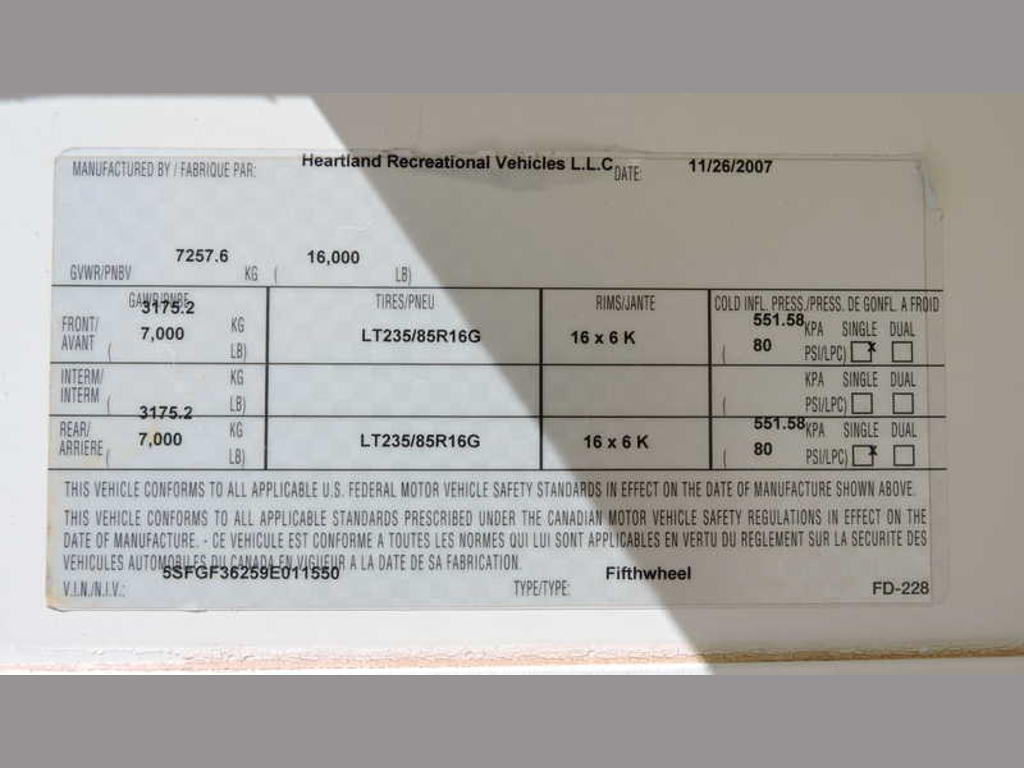 MANUFACTURED BY / FABRIQUE PAR: Heartland Recreational Vehicles L.L.C DATE: 11/26/2007
7257.6 16,000
GVWR/PNBV KG ( LB)
GAWR/PNBE TIRES/PNEU RIMS/JANTE COLD INFL. PRESS./PRESS. DE GONFL. A FROID
FRONT/ 3175.2 KG 551.58 KPA SINGLE DUAL
AVANT ( 7,000 LB) LT235/85R16G 16 x 6 K ( 80 PSI/LPC) x
INTERM/ KG KPA SINGLE DUAL
INTERM ( LB) ( PSI/LPC)
REAR/ 3175.2 KG 551.58 KPA SINGLE DUAL
ARRIERE ( 7,000 LB) LT235/85R16G 16 x 6 K ( 80 PSI/LPC) x
THIS VEHICLE CONFORMS TO ALL APPLICABLE U.S. FEDERAL MOTOR VEHICLE SAFETY STANDARDS IN EFFECT ON THE DATE OF MANUFACTURE SHOWN ABOVE.
THIS VEHICLE CONFORMS TO ALL APPLICABLE STANDARDS PRESCRIBED UNDER THE CANADIAN MOTOR VEHICLE SAFETY REGULATIONS IN EFFECT ON THE
DATE OF MANUFACTURE. - CE VEHICULE EST CONFORME A TOUTES LES NORMES QUI LUI SONT APPLICABLES EN VERTU DU REGLEMENT SUR LA SECURITE DES
VEHICULES AUTOMOBILES DU CANADA EN VIGUEUR A LA DATE DE SA FABRICATION.
V.I.N./N.I.V.: 5SFGF36259E011550 TYPE/TYPE: Fifthwheel FD-228